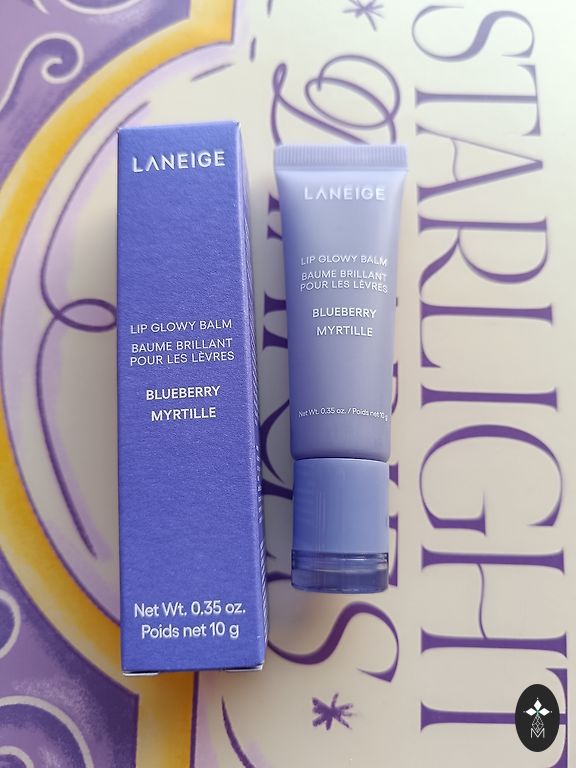 LANEIGE
LIP GLOWY BALM
BAUME BRILLANT
POUR LES LÈVRES
BLUEBERRY
MYRTILLE
Net Wt. 0.35 oz.
Poids net 10 g
LANEIGE
LIP GLOWY BALM
BAUME BRILLANT
POUR LES LÈVRES
BLUEBERRY
MYRTILLE
Net Wt. 0.35 oz. / Poids net 10 g
STARLIGHT